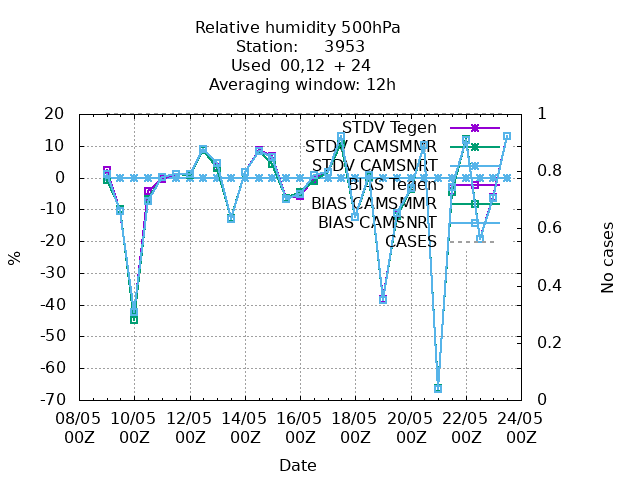 Relative humidity 500hPa
Station: 3953
Used 00,12 + 24
Averaging window: 12h
20 1
STDV Tegen
10 STDV CAMSMMR
STDV CAMSNRT
0 BIAS Tegen 0.8
BIAS CAMSMMR
-10 BIAS CAMSNRT
CASES 0.6
-20
% No cases
-30
0.4
-40
-50 0.2
-60
-70 0
08/05 10/05 12/05 14/05 16/05 18/05 20/05 22/05 24/05
00Z 00Z 00Z 00Z 00Z 00Z 00Z 00Z 00Z
Date